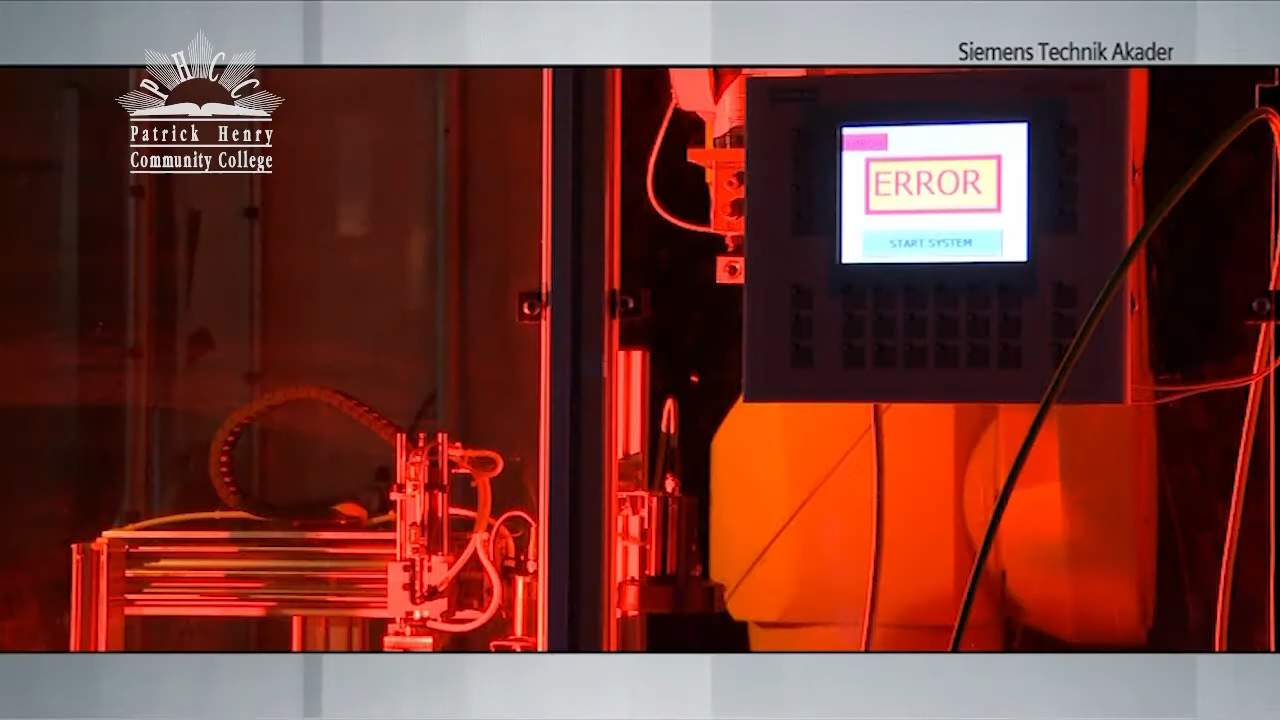 Siemens Technik Akader
PHCC
Patrick Henry
Community College
ERROR
START SYSTEM